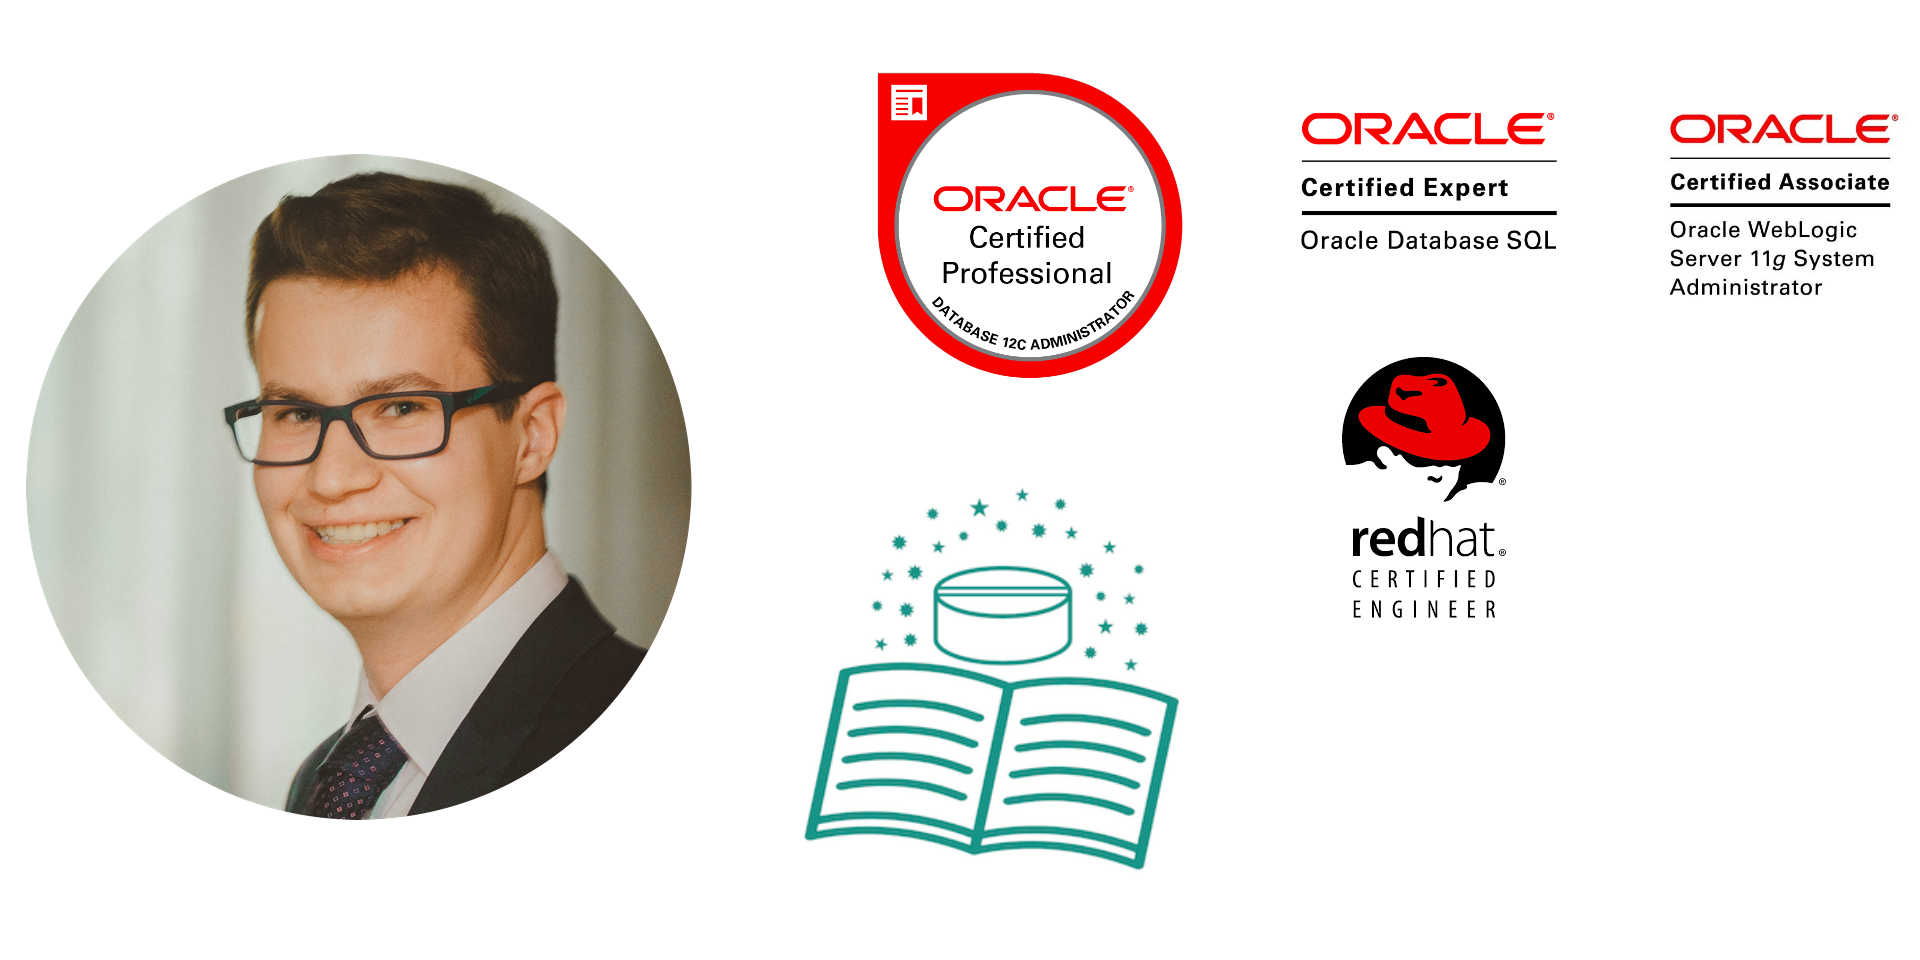 ORACLE®
Certified
Professional
DATABASE 12C ADMINISTRATOR
ORACLE®
Certified Expert
Oracle Database SQL
ORACLE®
Certified Associate
Oracle WebLogic
Server 11g System
Administrator
®
redhat®
CERTIFIED
ENGINEER